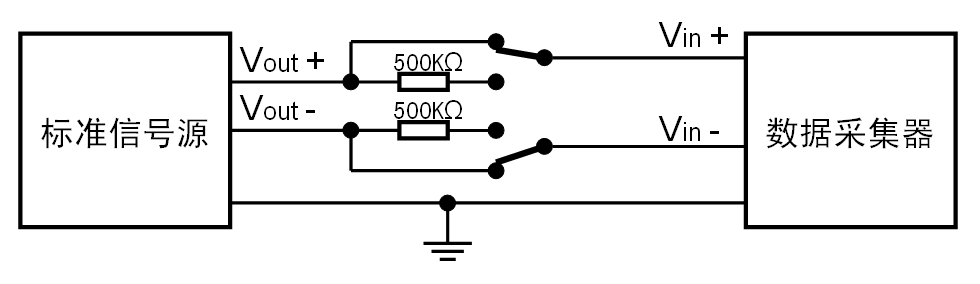 Vout +
500KΩ
Vin +
标准信号源
Vout -
500KΩ
Vin -
数据采集器